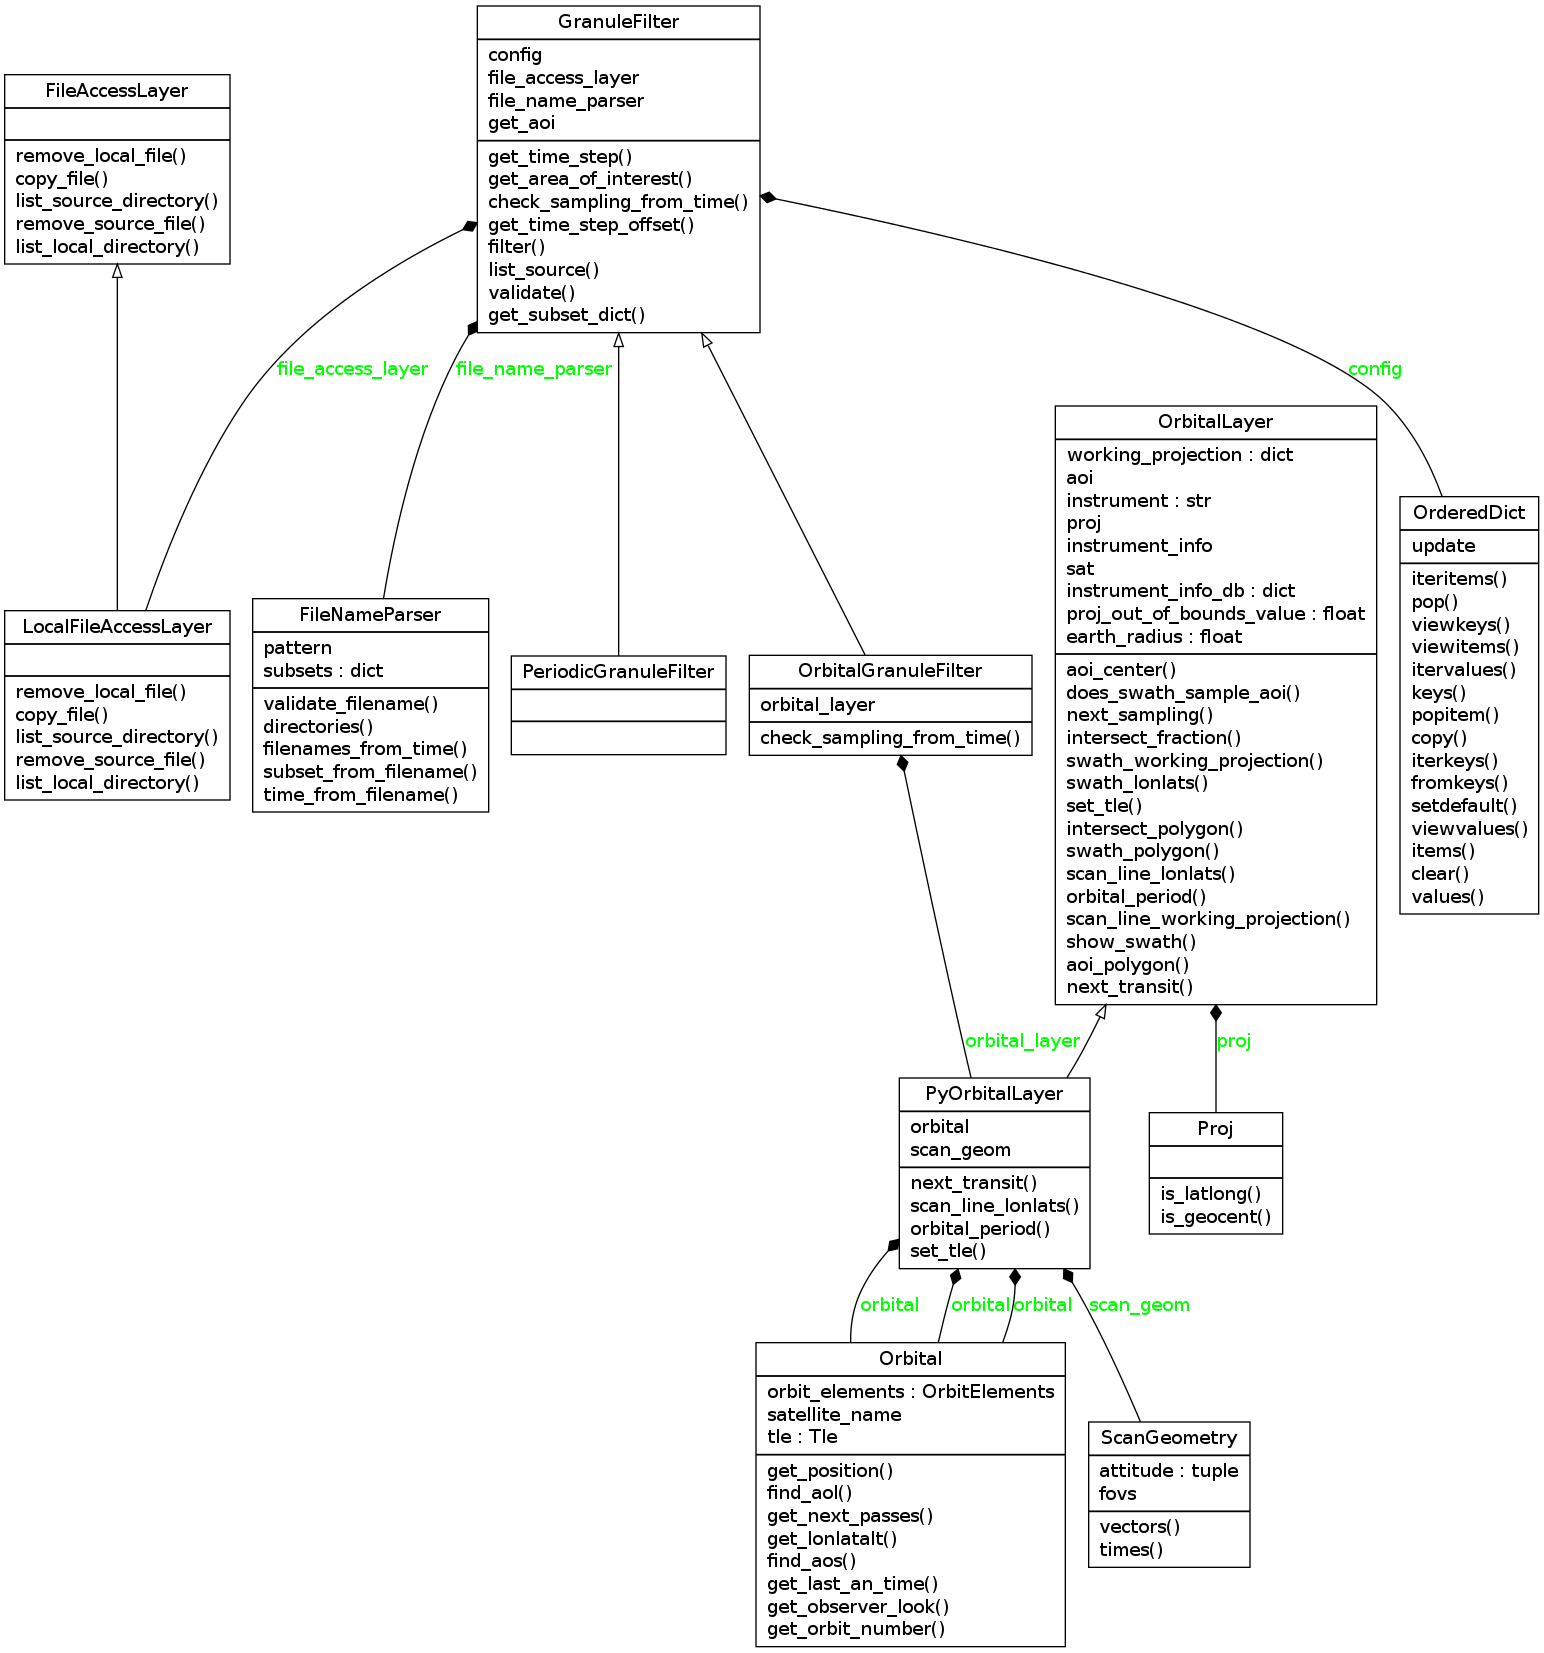 GranuleFilter
config
file_access_layer
file_name_parser
get_aoi
get_time_step()
get_area_of_interest()
check_sampling_from_time()
get_time_step_offset()
filter()
list_source()
validate()
get_subset_dict()
FileAccessLayer
remove_local_file()
copy_file()
list_source_directory()
remove_source_file()
list_local_directory()
file_access_layer
file_name_parser
config
OrbitalLayer
working_projection : dict
aoi
instrument : str
proj
instrument_info
sat
instrument_info_db : dict
proj_out_of_bounds_value : float
earth_radius : float
aoi_center()
does_swath_sample_aoi()
next_sampling()
intersect_fraction()
swath_working_projection()
swath_lonlats()
set_tle()
intersect_polygon()
swath_polygon()
scan_line_lonlats()
orbital_period()
scan_line_working_projection()
show_swath()
aoi_polygon()
next_transit()
OrderedDict
update
iteritems()
pop()
viewkeys()
viewitems()
itervalues()
keys()
popitem()
copy()
iterkeys()
fromkeys()
setdefault()
viewvalues()
items()
clear()
values()
LocalFileAccessLayer
remove_local_file()
copy_file()
list_source_directory()
remove_source_file()
list_local_directory()
FileNameParser
pattern
subsets : dict
validate_filename()
directories()
filenames_from_time()
subset_from_filename()
time_from_filename()
PeriodicGranuleFilter
OrbitalGranuleFilter
orbital_layer
check_sampling_from_time()
orbital_layer
proj
PyOrbitalLayer
orbital
scan_geom
next_transit()
scan_line_lonlats()
orbital_period()
set_tle()
Proj
is_latlong()
is_geocent()
orbital
orbital
orbital
scan_geom
Orbital
orbit_elements : OrbitElements
satellite_name
tle : Tle
get_position()
find_aol()
get_next_passes()
get_lonlatalt()
find_aos()
get_last_an_time()
get_observer_look()
get_orbit_number()
ScanGeometry
attitude : tuple
fovs
vectors()
times()